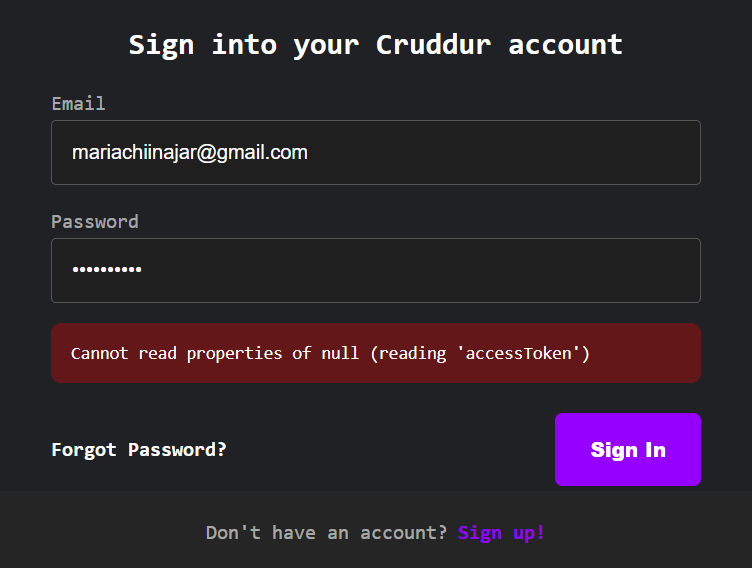 Sign into your Cruddur account
Email
mariachiinajar@gmail.com
Password
••••••••••
Cannot read properties of null (reading 'accessToken')
Forgot Password?
Sign In
Don't have an account? Sign up!